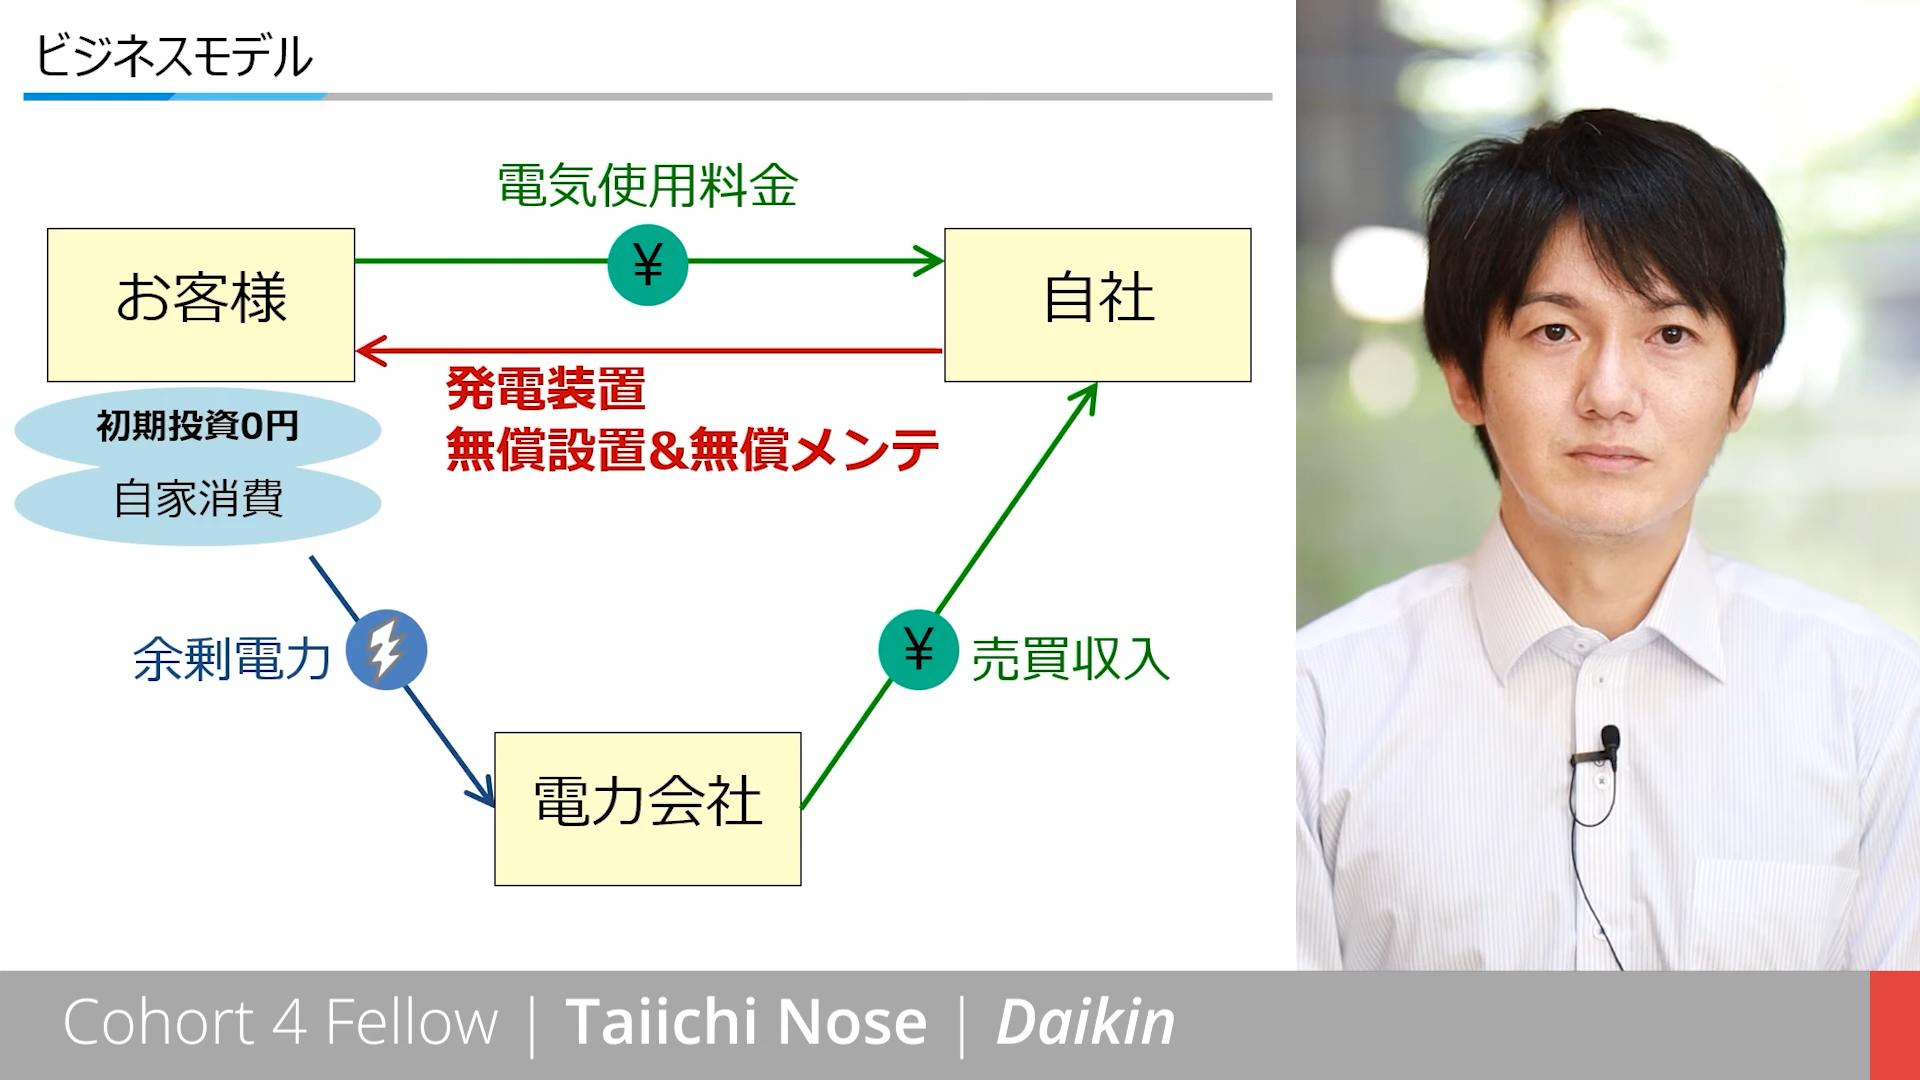 ビジネスモデル
電気使用料金
¥
お客様
自社
発電装置
無償設置&無償メンテ
初期投資0円
自家消費
余剰電力
¥
売買収入
電力会社
Cohort 4 Fellow | Taiichi Nose | Daikin